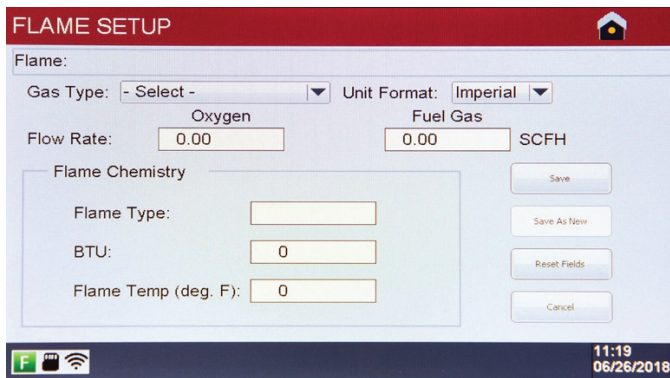 FLAME SETUP
Flame:
Gas Type: - Select - Unit Format: Imperial
Oxygen Fuel Gas
Flow Rate: 0.00 0.00 SCFH
Flame Chemistry
Save
Flame Type:
Save As New
BTU: 0
Reset Fields
Flame Temp (deg. F): 0
Cancel
F
11:19
06/26/2018